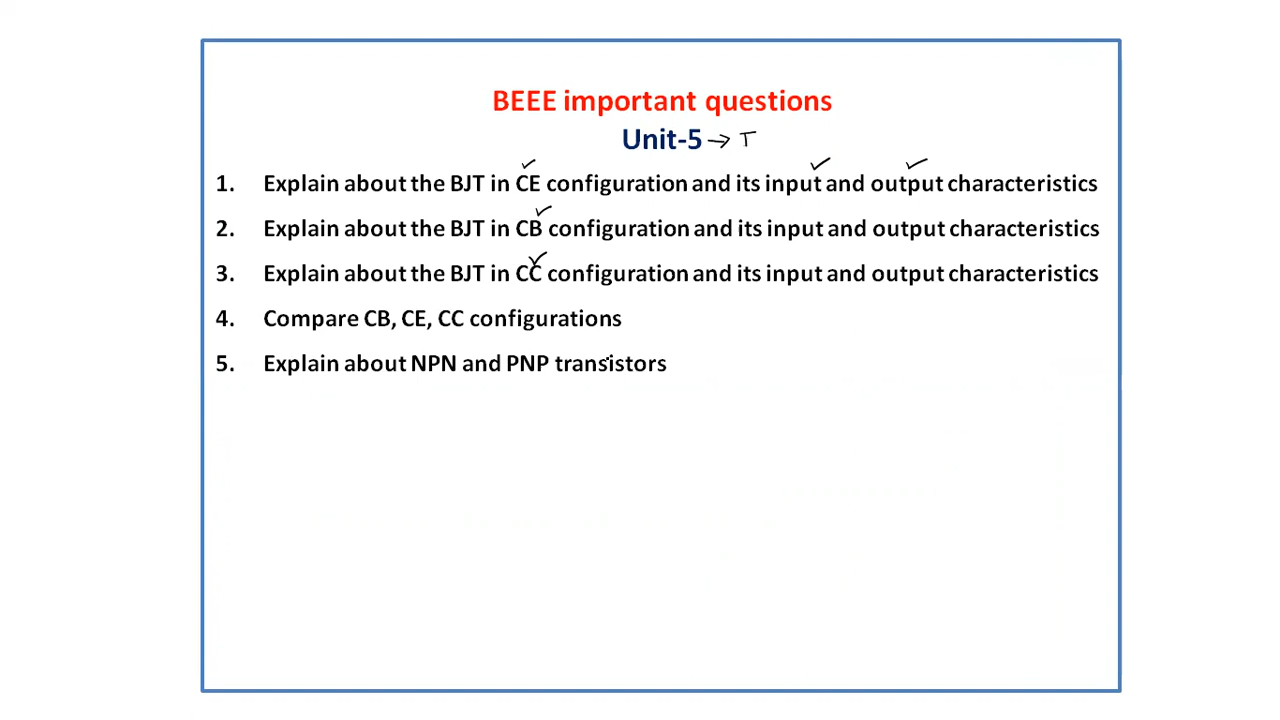 BEEE important questions
Unit-5 → T
1. Explain about the BJT in CE configuration and its input and output characteristics
2. Explain about the BJT in CB configuration and its input and output characteristics
3. Explain about the BJT in CC configuration and its input and output characteristics
4. Compare CB, CE, CC configurations
5. Explain about NPN and PNP transistors